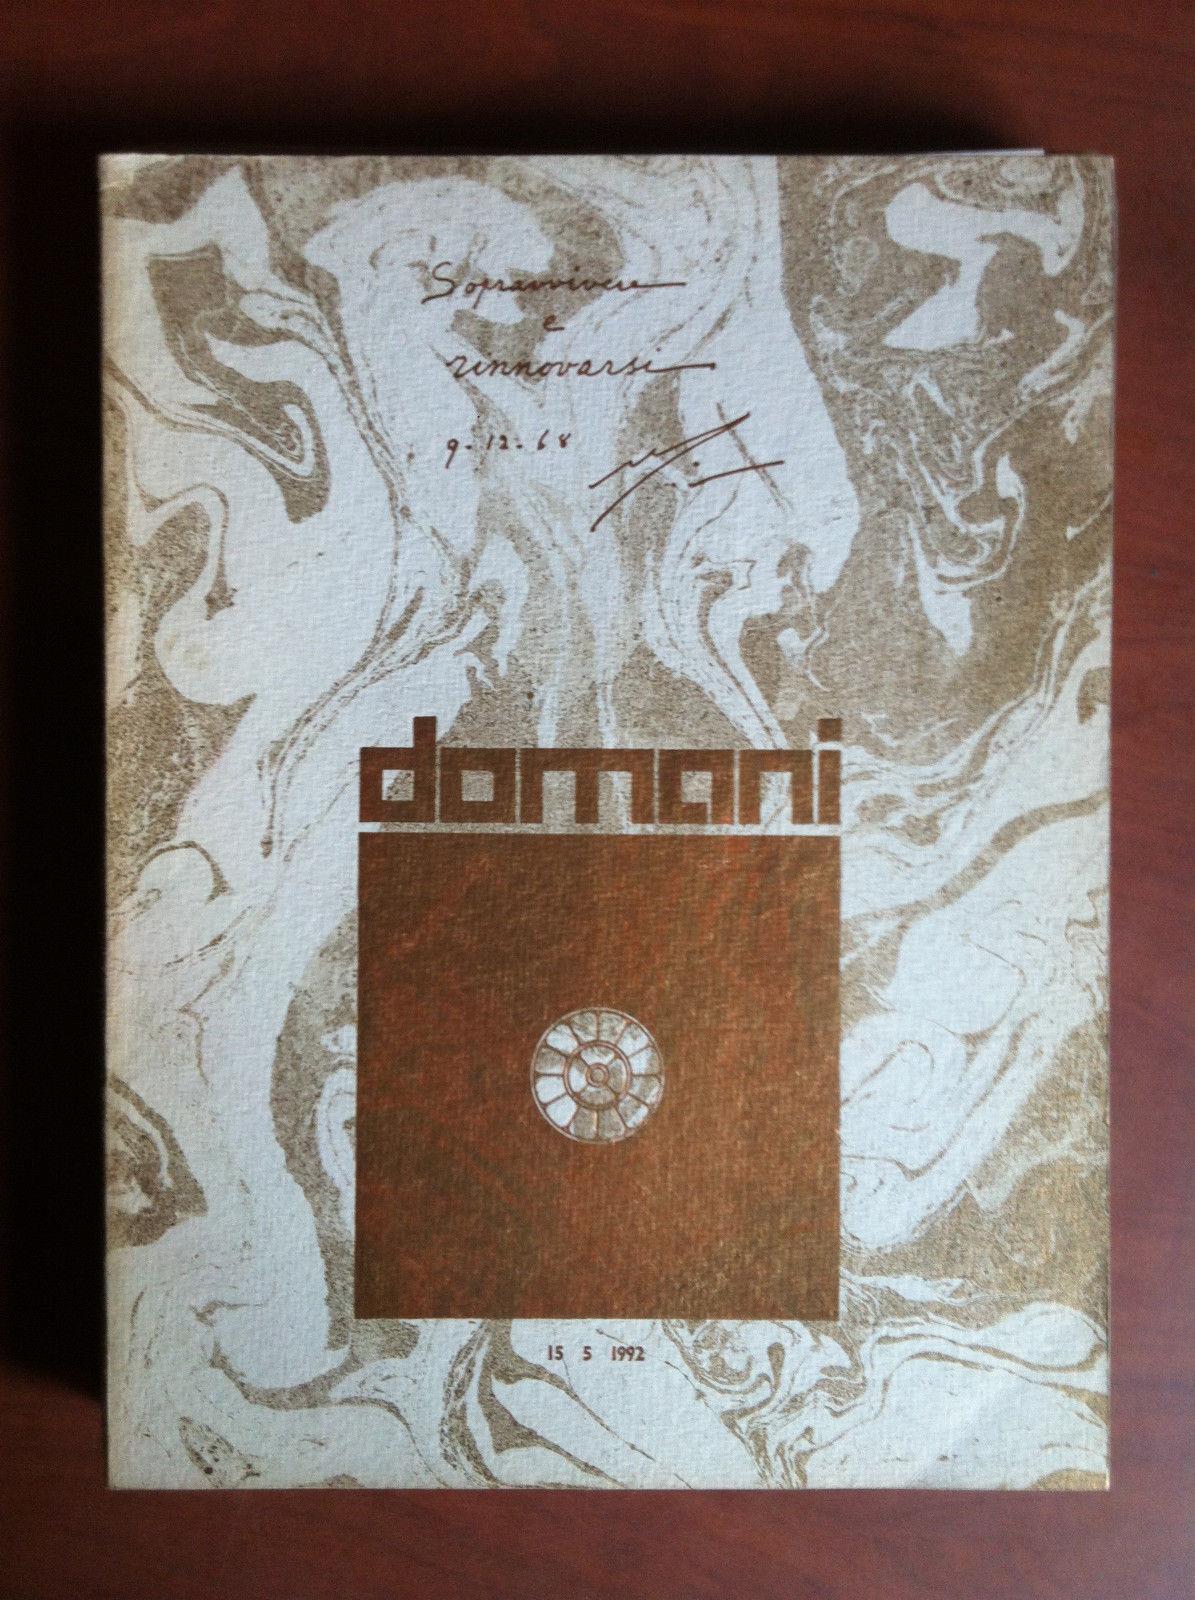 Sopravvivere
e
rinnovarsi
9-12-68
domani
15 5 1992